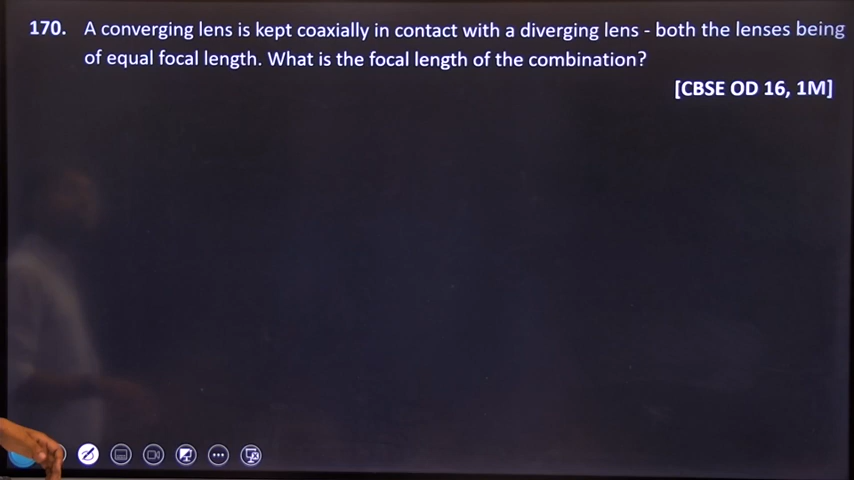 170. A converging lens is kept coaxially in contact with a diverging lens - both the lenses being
of equal focal length. What is the focal length of the combination?
[CBSE OD 16, 1M]